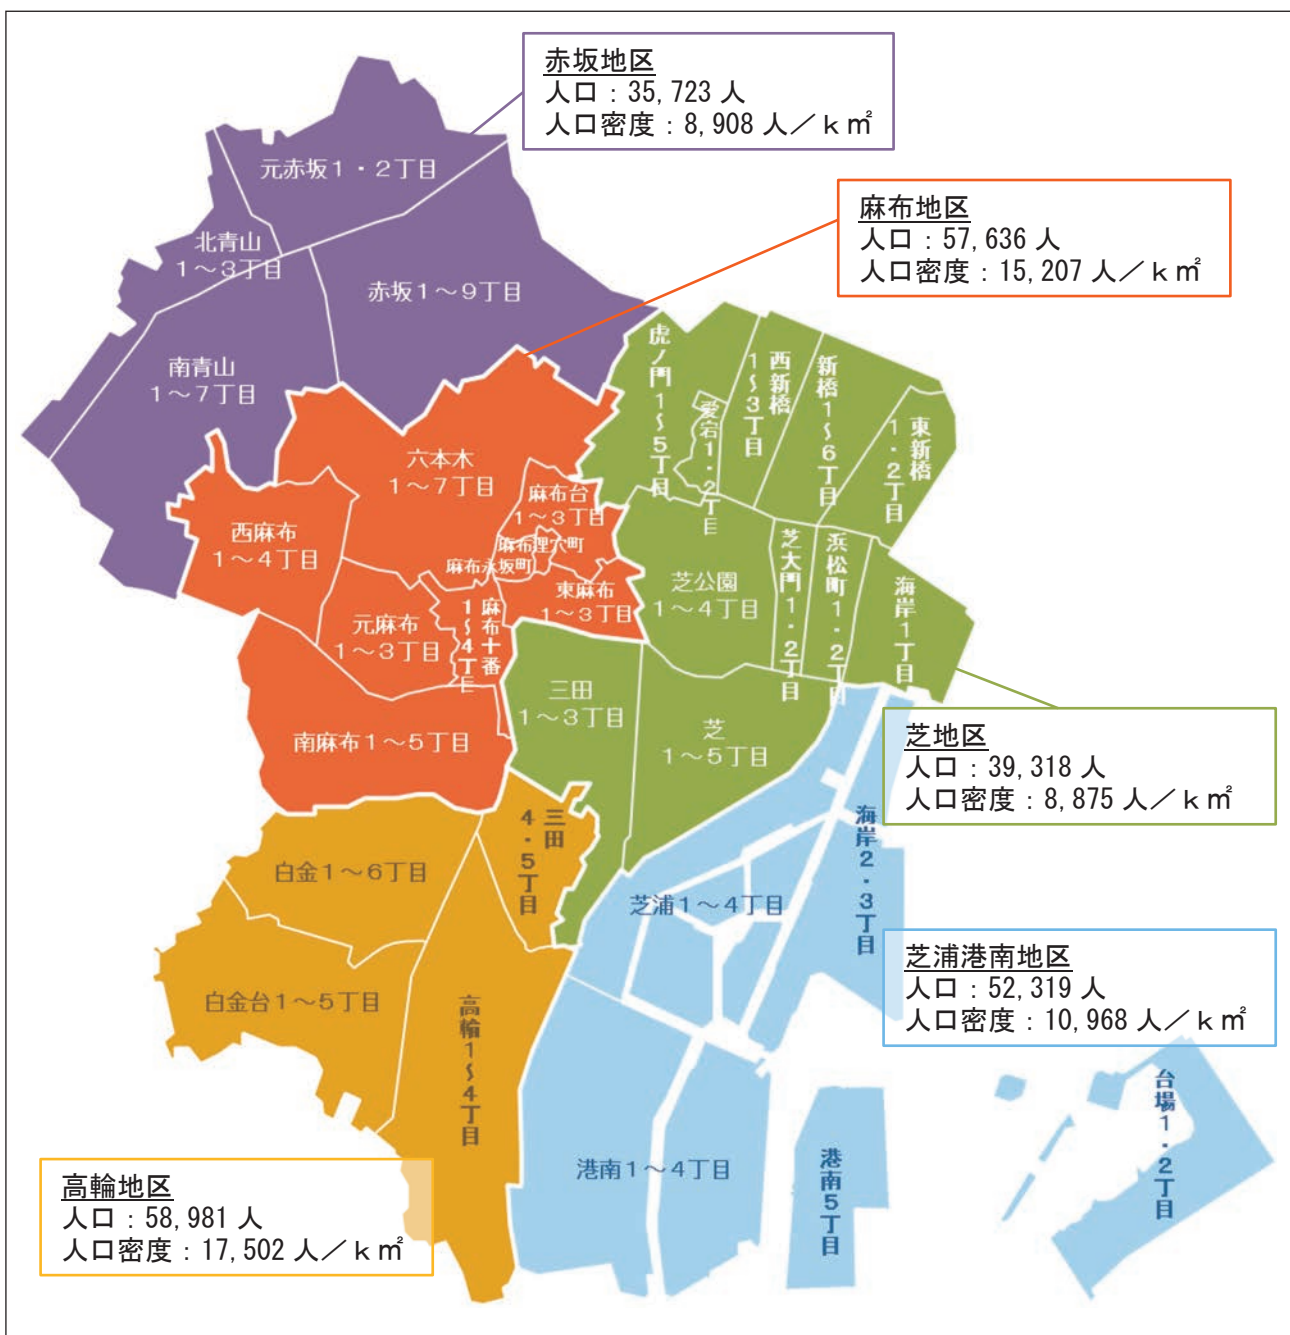 赤坂地区
人口：35,723 人
人口密度：8,908 人／ｋ㎡
麻布地区
人口：57,636 人
人口密度：15,207 人／ｋ㎡
元赤坂１・２丁目
北青山
１～３丁目
赤坂１～９丁目
南青山
１～７丁目
虎ノ門１～５丁目
愛宕１・２丁目
西新橋
１～３丁目
新橋１～６丁目
東新橋
１・２丁目
六本木
１～７丁目
麻布台
１～３丁目
麻布狸穴町
麻布永坂町
西麻布
１～４丁目
東麻布
１～３丁目
元麻布
１～３丁目
麻布十番
１～４丁目
南麻布１～５丁目
芝公園
１～４丁目
芝大門１・２丁目
浜松町１・２丁目
海岸１丁目
三田
１～３丁目
芝
１～５丁目
芝地区
人口：39,318 人
人口密度：8,875 人／ｋ㎡
三田
４・５丁目
白金１～６丁目
白金台１～５丁目
高輪１～４丁目
芝浦１～４丁目
海岸２・３丁目
芝浦港南地区
人口：52,319 人
人口密度：10,968 人／ｋ㎡
港南１～４丁目
港南５丁目
台場１・２丁目
高輪地区
人口：58,981 人
人口密度：17,502 人／ｋ㎡